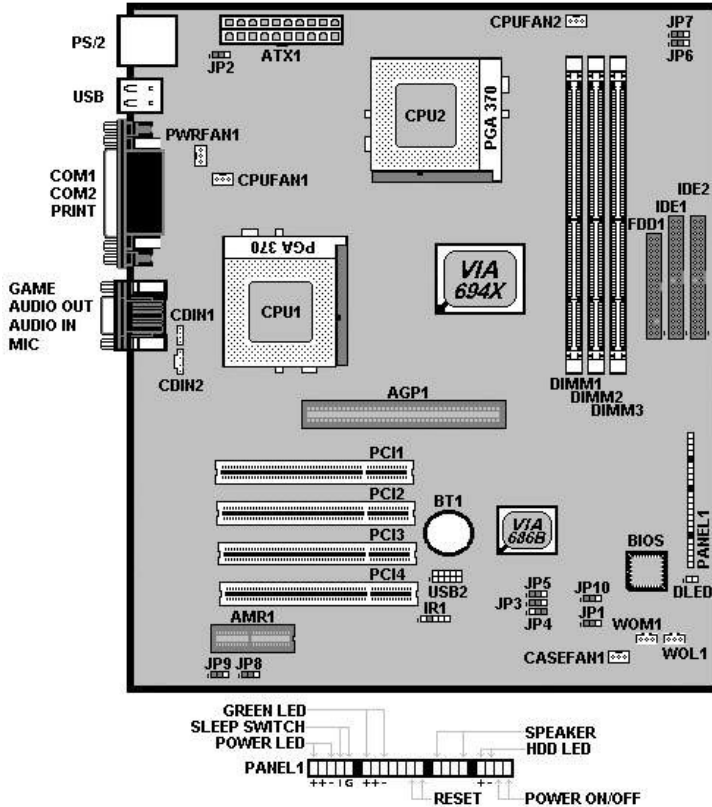 CPUFAN2
JP7
JP6
PS/2
JP2
ATX1
USB
CPU2
PGA 370
PWRFAN1
CPUFAN1
COM1
COM2
PRINT
IDE2
IDE1
FDD1
PGA 370
VIA
694X
GAME
AUDIO OUT
AUDIO IN
MIC
CDIN1
CPU1
CDIN2
DIMM1
DIMM2
DIMM3
AGP1
PCI1
PCI2
BT1
VIA
686B
PCI3
BIOS
PANEL1
PCI4
USB2
IR1
JP5
JP3
JP4
JP10
JP1
DLED
AMR1
WOM1
WOL1
JP9
JP8
CASEFAN1
GREEN LED
SLEEP SWITCH
POWER LED
SPEAKER
HDD LED
PANEL1
++- I G ++- +-
RESET
POWER ON/OFF